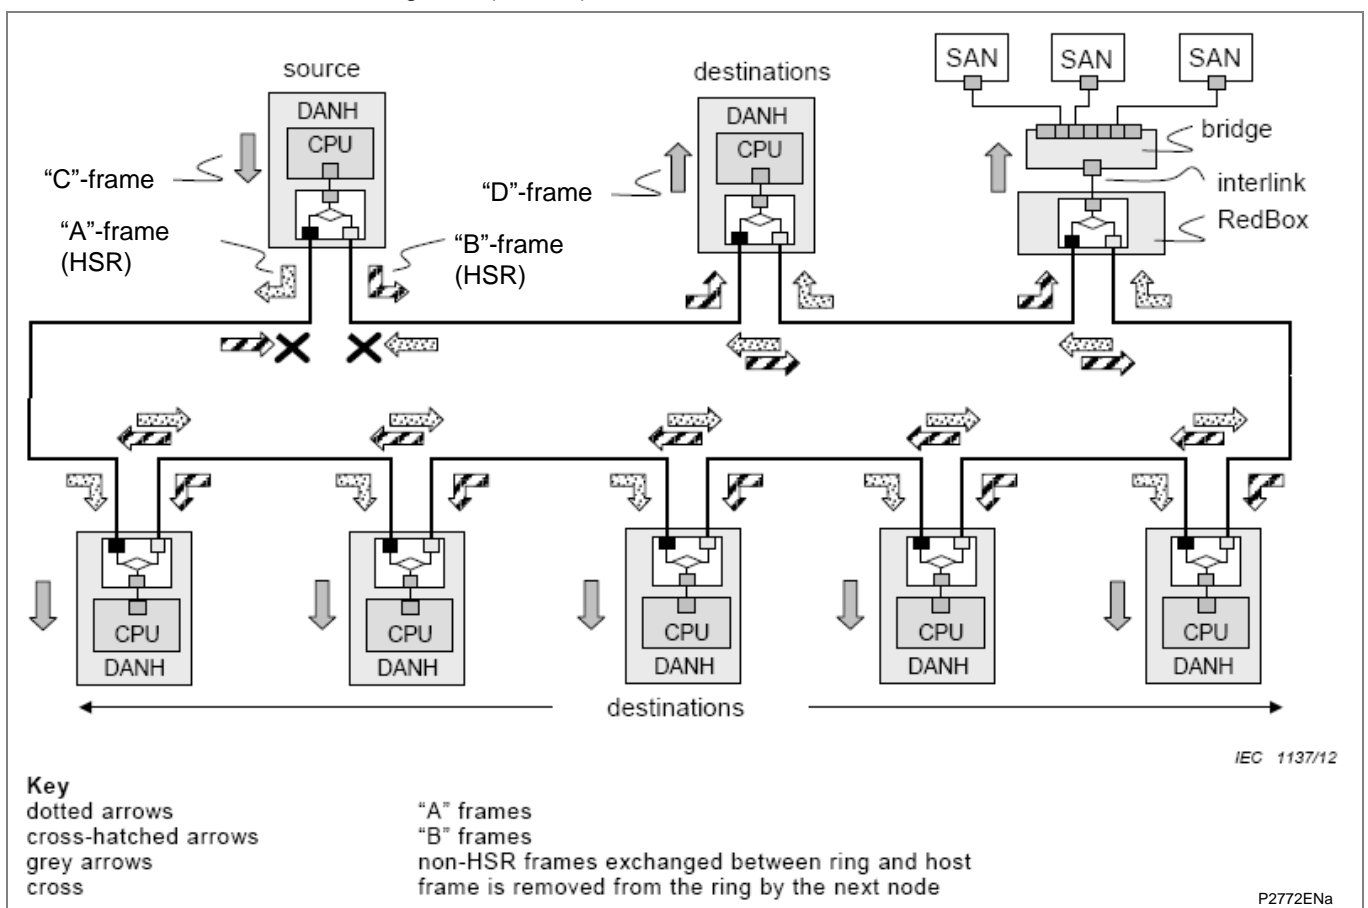 source
destinations
SAN
SAN
SAN
DANH
CPU
DANH
CPU
bridge
interlink
RedBox
"C"-frame
"A"-frame
(HSR)
"B"-frame
(HSR)
"D"-frame
CPU
DANH
CPU
DANH
CPU
DANH
CPU
DANH
CPU
DANH
destinations
IEC 1137/12
Key
dotted arrows "A" frames
cross-hatched arrows "B" frames
grey arrows non-HSR frames exchanged between ring and host
cross frame is removed from the ring by the next node
P2772ENa